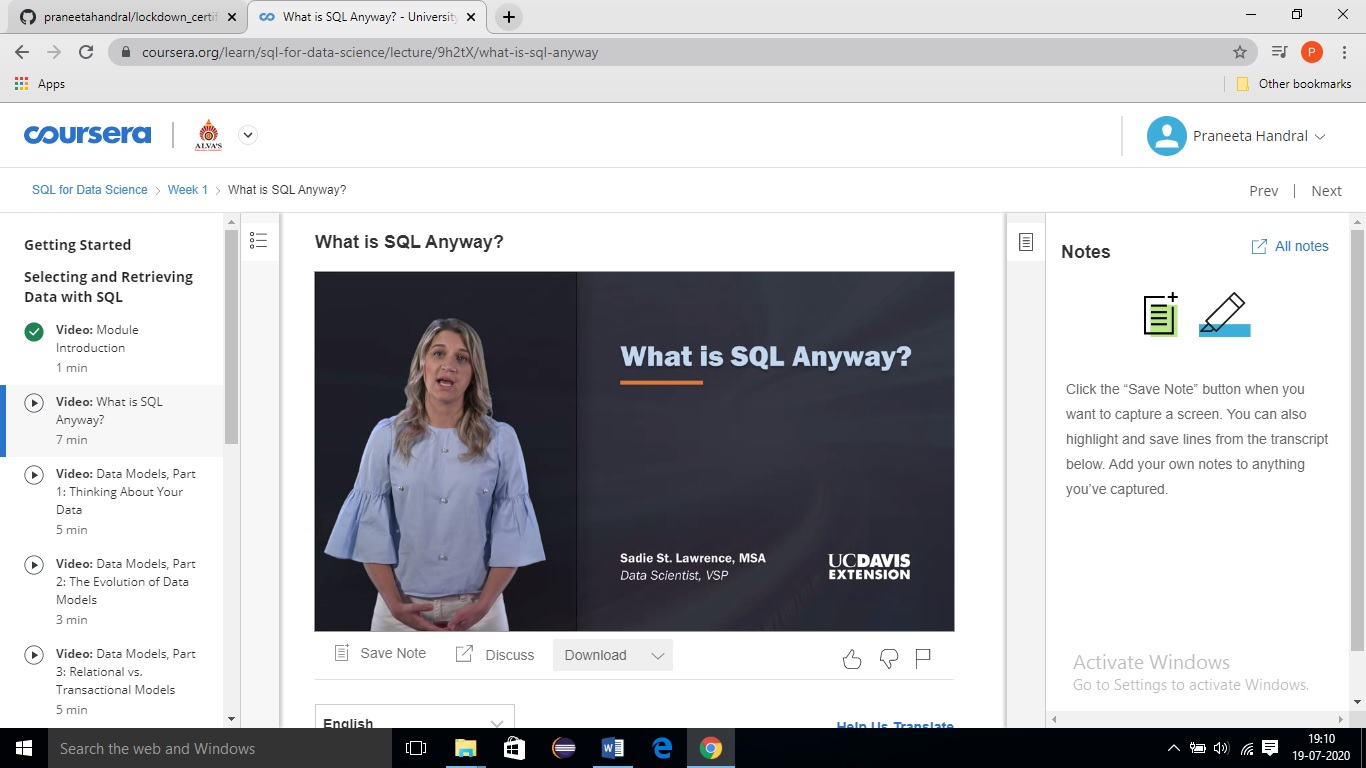 praneetahandral/lockdown_certif
What is SQL Anyway? - University
coursera.org/learn/sql-for-data-science/lecture/9h2tX/what-is-sql-anyway
P
Apps
Other bookmarks
coursera
ALVA'S
Praneeta Handral
SQL for Data Science
Week 1
What is SQL Anyway?
Prev | Next
Getting Started
Selecting and Retrieving
Data with SQL
Video: Module
Introduction
1 min
Video: What is SQL
Anyway?
7 min
Video: Data Models, Part
1: Thinking About Your
Data
5 min
Video: Data Models, Part
2: The Evolution of Data
Models
3 min
Video: Data Models, Part
3: Relational vs.
Transactional Models
5 min
What is SQL Anyway?
What is SQL Anyway?
Sadie St. Lawrence, MSA
Data Scientist, VSP
UCDAVIS
EXTENSION
Save Note
Discuss
Download
English
Help Us Translate
Notes
All notes
Click the “Save Note” button when you
want to capture a screen. You can also
highlight and save lines from the transcript
below. Add your own notes to anything
you’ve captured.
Activate Windows
Go to Settings to activate Windows.
Search the web and Windows
19:10
19-07-2020